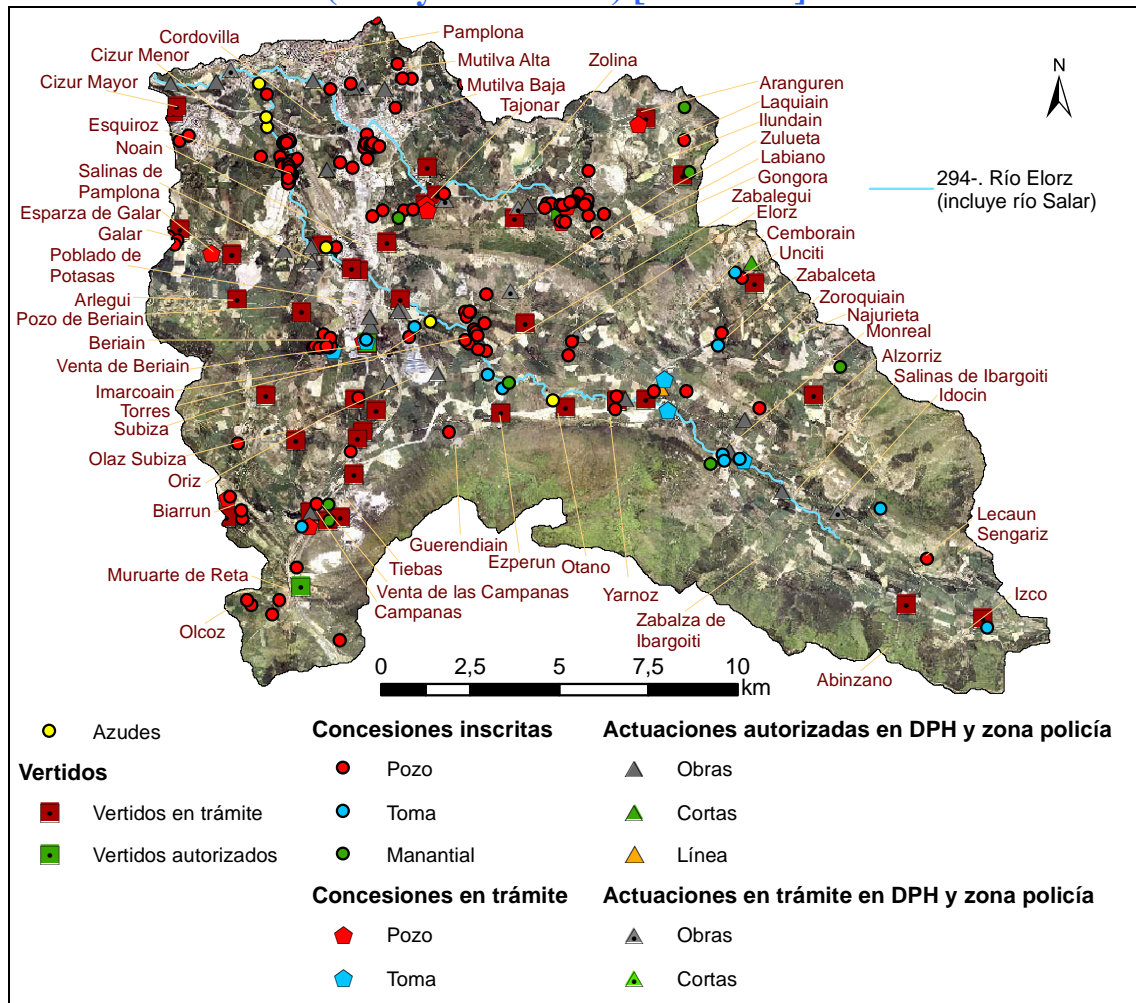 Cordovilla
Cizur Menor
Cizur Mayor
Esquiroz
Noain
Salinas de
Pamplona
Esparza de Galar
Galar
Poblado de
Potasas
Arlegui
Pozo de Beriain
Beriain
Venta de Beriain
Imarcoain
Torres
Subiza
Olaz Subiza
Oriz
Biarrun
Muruarte de Reta
Olcoz
Pamplona
Mutilva Alta
Mutilva Baja
Tajonar
Zolina
Aranguren
Laquiain
Ilundain
Zulueta
Labiano
Gongora
Zabalegui
Elorz
Cemborain
Unciti
Zabalceta
Zoroquiain
Najurieta
Monreal
Alzorriz
Salinas de Ibargoiti
Idocin
Lecaun
Sengariz
Izco
Abinzano
Zabalza de
Ibargoiti
Yarnoz
Otano
Ezperun
Guerendiain
Tiebas
Venta de las Campanas
Campanas
N
294-. Río Elorz
(incluye río Salar)
0 2,5 5 7,5 10
km
Azudes
Vertidos
Vertidos en trámite
Vertidos autorizados
Concesiones inscritas
Pozo
Toma
Manantial
Concesiones en trámite
Pozo
Toma
Actuaciones autorizadas en DPH y zona policía
Obras
Cortas
Línea
Actuaciones en trámite en DPH y zona policía
Obras
Cortas